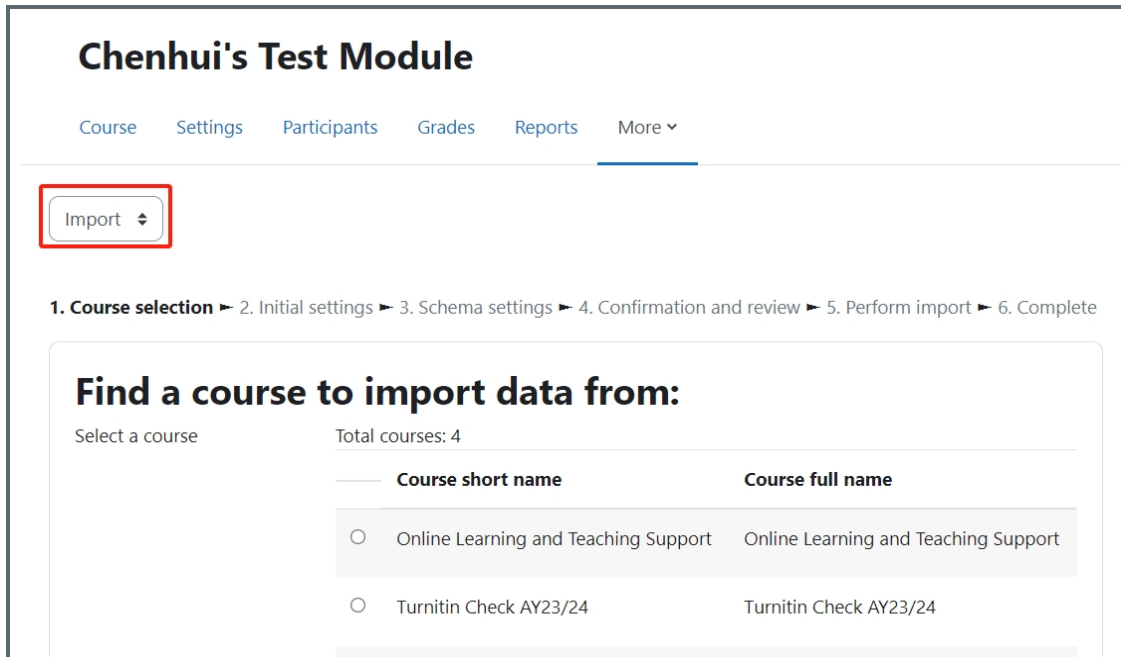 Chenhui's Test Module
Course Settings Participants Grades Reports More
Import
1. Course selection ► 2. Initial settings ► 3. Schema settings ► 4. Confirmation and review ► 5. Perform import ► 6. Complete
Find a course to import data from:
Select a course Total courses: 4
Course short name Course full name
Online Learning and Teaching Support Online Learning and Teaching Support
Turnitin Check AY23/24 Turnitin Check AY23/24